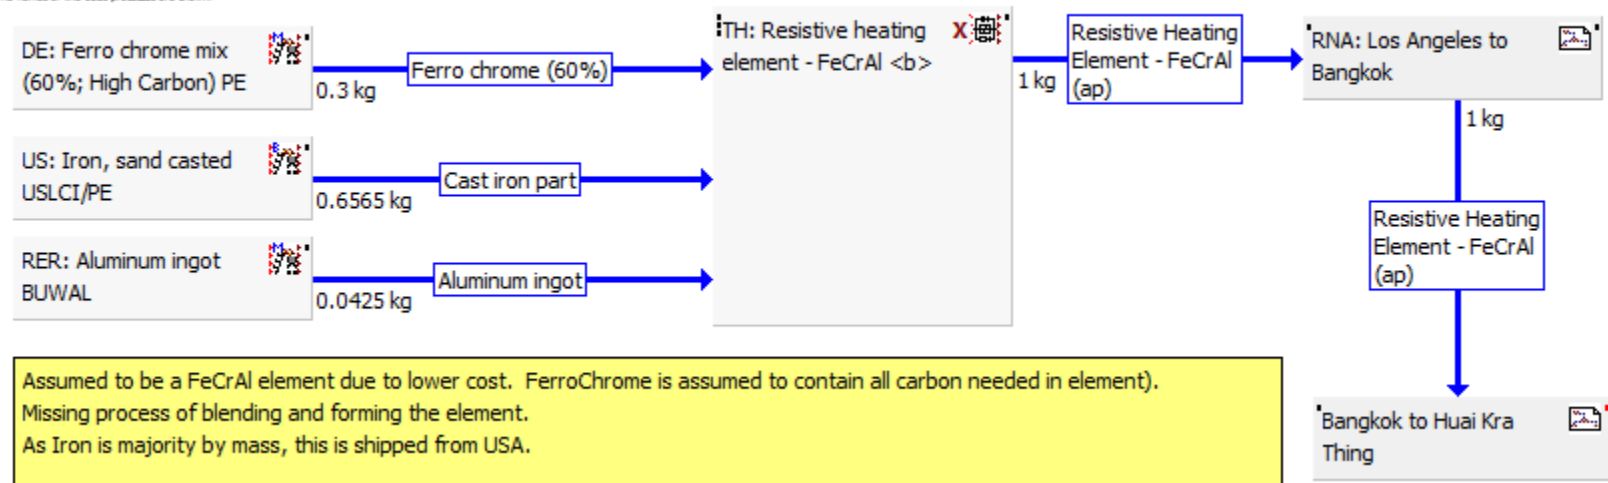 DE: Ferro chrome mix
(60%; High Carbon) PE
0.3 kg
Ferro chrome (60%)
US: Iron, sand casted
USLCI/PE
0.6565 kg
Cast iron part
RER: Aluminum ingot
BUWAL
0.0425 kg
Aluminum ingot
TH: Resistive heating
element - FeCrAl <b>
X
1 kg
Resistive Heating
Element - FeCrAl
(ap)
RNA: Los Angeles to
Bangkok
1 kg
Resistive Heating
Element - FeCrAl
(ap)
Bangkok to Huai Kra
Thing
Assumed to be a FeCrAl element due to lower cost.  FerroChrome is assumed to contain all carbon needed in element).
Missing process of blending and forming the element.
As Iron is majority by mass, this is shipped from USA.